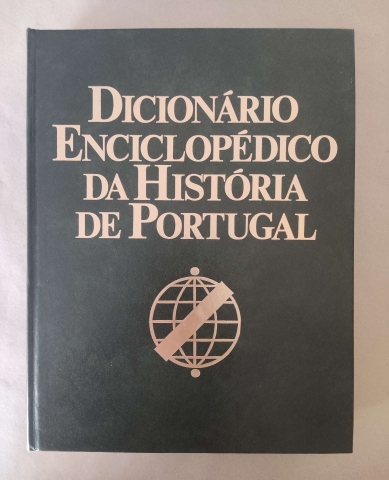 DICIONÁRIO
ENCICLOPÉDICO
DA HISTÓRIA
DE PORTUGAL